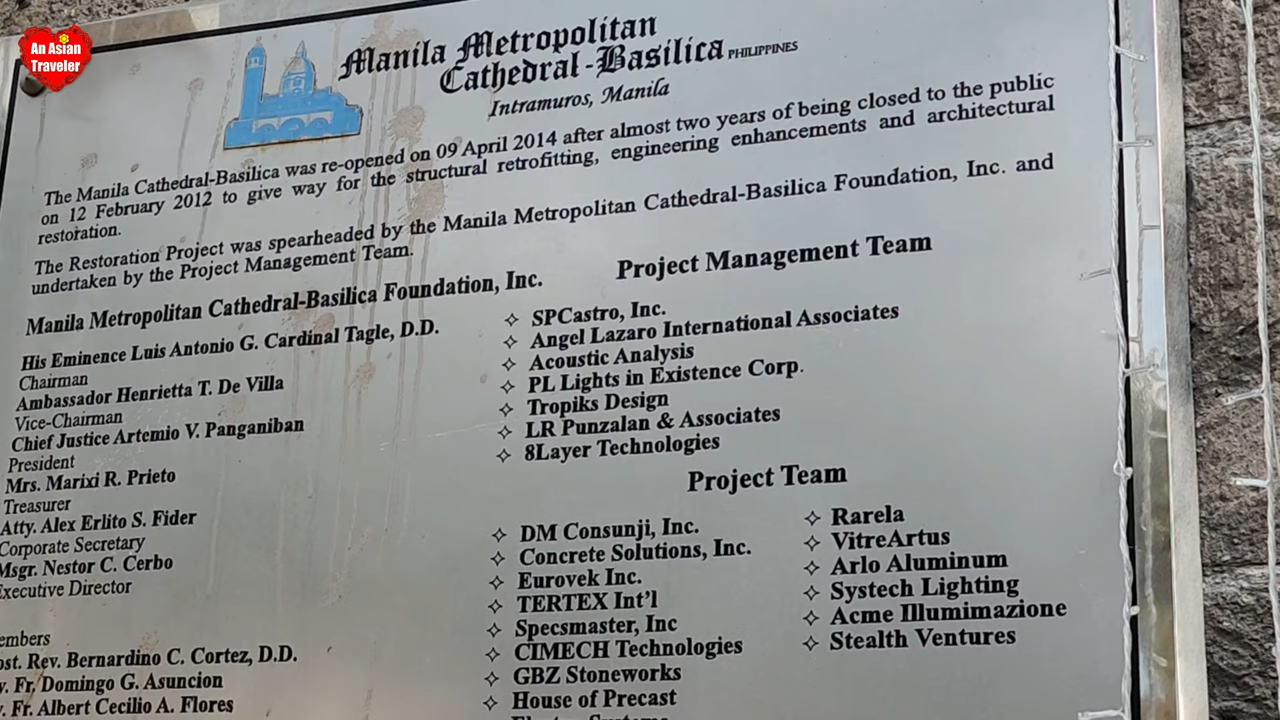 An Asian
Traveler
Manila Metropolitan
Cathedral-Basilica PHILIPPINES
Intramuros, Manila
The Manila Cathedral-Basilica was re-opened on 09 April 2014 after almost two years of being closed to the public
on 12 February 2012 to give way for the structural retrofitting, engineering enhancements and architectural
restoration.
The Restoration Project was spearheaded by the Manila Metropolitan Cathedral-Basilica Foundation, Inc. and
undertaken by the Project Management Team.
Manila Metropolitan Cathedral-Basilica Foundation, Inc.
His Eminence Luis Antonio G. Cardinal Tagle, D.D.
Chairman
Ambassador Henrietta T. De Villa
Vice-Chairman
Chief Justice Artemio V. Panganiban
President
Mrs. Marixi R. Prieto
Treasurer
Atty. Alex Erlito S. Fider
Corporate Secretary
Msgr. Nestor C. Cerbo
Executive Director
embers
ost. Rev. Bernardino C. Cortez, D.D.
v. Fr. Domingo G. Asuncion
. Fr. Albert Cecilio A. Flores
Project Management Team
SPCastro, Inc.
Angel Lazaro International Associates
Acoustic Analysis
PL Lights in Existence Corp.
Tropiks Design
LR Punzalan & Associates
8Layer Technologies
Project Team
DM Consunji, Inc.
Concrete Solutions, Inc.
Eurovek Inc.
TERTEX Int'l
Specsmaster, Inc
CIMECH Technologies
GBZ Stoneworks
House of Precast
Rarela
VitreArtus
Arlo Aluminum
Systech Lighting
Acme Illumimazione
Stealth Ventures